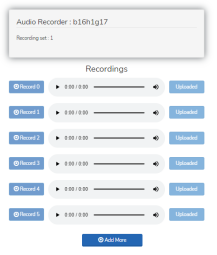 Audio Recorder : b16h1g17
Recording set : 1
Recordings
Record 0 0:00 / 0:00 Uploaded
Record 1 0:00 / 0:00 Uploaded
Record 2 0:00 / 0:00 Uploaded
Record 3 0:00 / 0:00 Uploaded
Record 4 0:00 / 0:00 Uploaded
Record 5 0:00 / 0:00 Uploaded
Add More